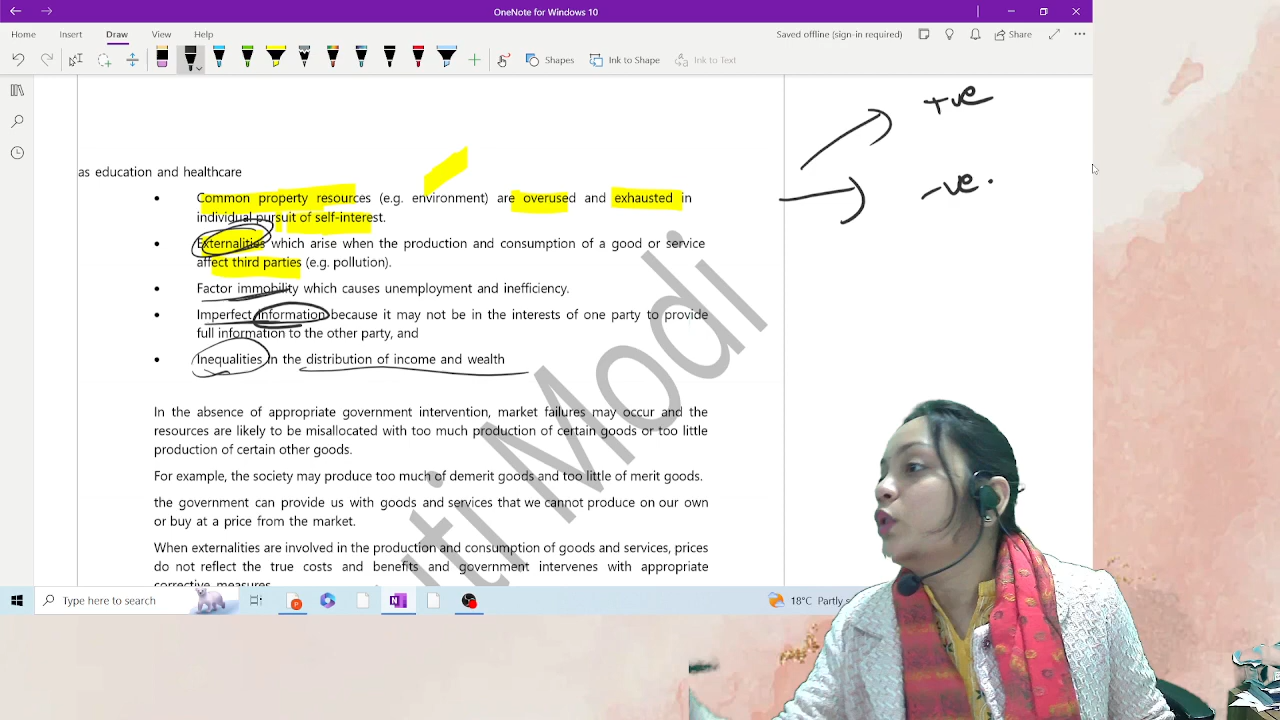 OneNote for Windows 10
Home Insert Draw View Help Saved offline (sign-in required) Share
Shapes Ink to Shape Ink to Text
+ve
as education and healthcare
-ve.
• Common property resources (e.g. environment) are overused and exhausted in
individual pursuit of self-interest.
• Externalities which arise when the production and consumption of a good or service
affect third parties (e.g. pollution).
• Factor immobility which causes unemployment and inefficiency.
• Imperfect information because it may not be in the interests of one party to provide
full information to the other party, and
• Inequalities in the distribution of income and wealth
In the absence of appropriate government intervention, market failures may occur and the
resources are likely to be misallocated with too much production of certain goods or too little
production of certain other goods.
For example, the society may produce too much of demerit goods and too little of merit goods.
the government can provide us with goods and services that we cannot produce on our own
or buy at a price from the market.
When externalities are involved in the production and consumption of goods and services, prices
do not reflect the true costs and benefits and government intervenes with appropriate
corrective measures
uti Modi
Type here to search 18°C Partly